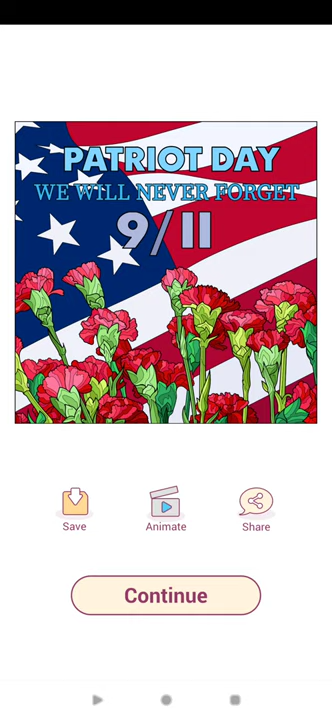 PATRIOT DAY
WE WILL NEVER FORGET
9/11
Save
Animate
Share
Continue